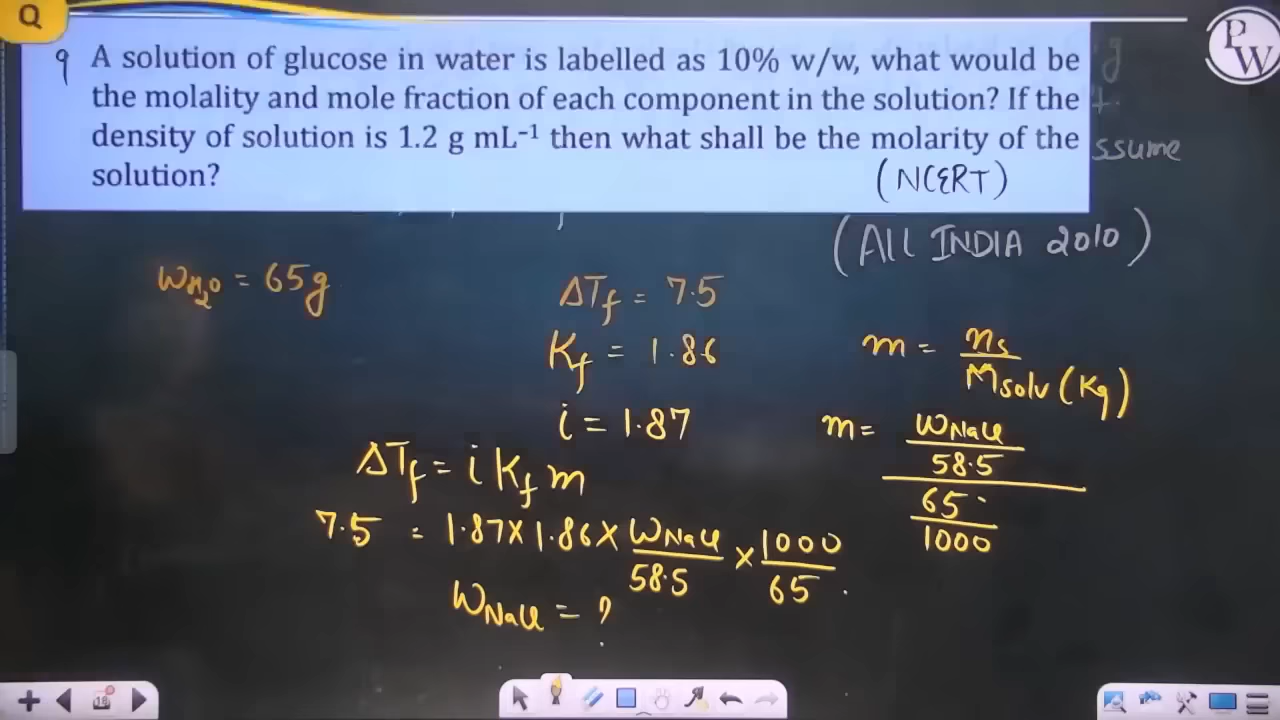 Q
PW
q A solution of glucose in water is labelled as 10% w/w, what would be
the molality and mole fraction of each component in the solution? If the
density of solution is 1.2 g mL⁻¹ then what shall be the molarity of the
solution?
(NCERT)
g
ssume
(All INDIA 2010)
W_H₂O = 65g
ΔT_f = 7.5
K_f = 1.86
i = 1.87
ΔT_f = i K_f m
7.5 = 1.87 × 1.86 × W_NaCl/58.5 × 1000/65
W_NaCl = ?
m = n_s/M_solv (Kg)
m = (W_NaCl/58.5)/(65/1000)
18